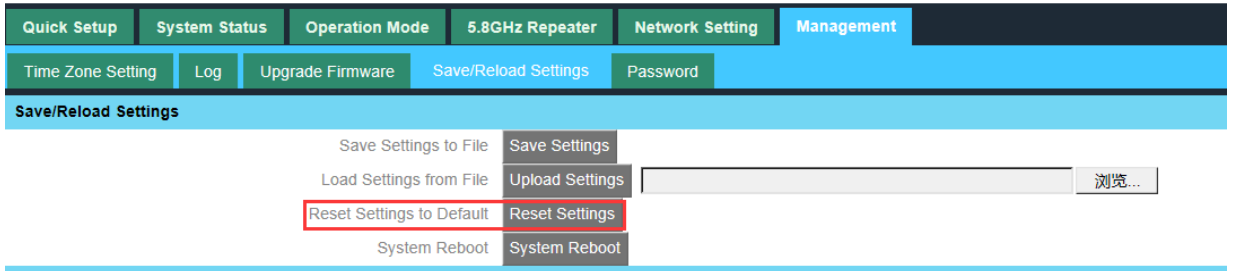 Quick Setup System Status Operation Mode 5.8GHz Repeater Network Setting Management
Time Zone Setting Log Upgrade Firmware Save/Reload Settings Password
Save/Reload Settings
Save Settings to File Save Settings
Load Settings from File Upload Settings 浏览...
Reset Settings to Default Reset Settings
System Reboot System Reboot